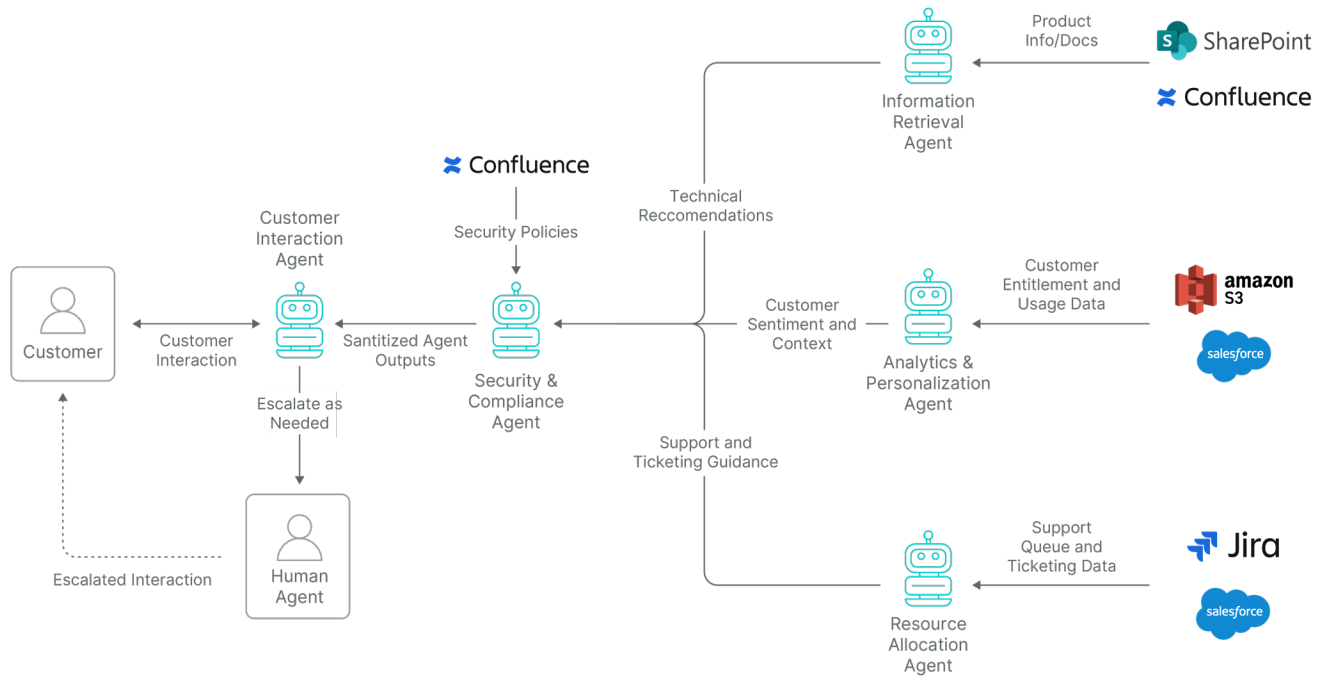 Product
Info/Docs
S
SharePoint
Confluence
Information
Retrieval
Agent
Confluence
Technical
Reccomendations
Security Policies
Customer
Interaction
Agent
Customer
Customer
Interaction
Santitized Agent
Outputs
Security &
Compliance
Agent
Customer
Sentiment and
Context
Analytics &
Personalization
Agent
Customer
Entitlement and
Usage Data
amazon
S3
salesforce
Escalate as
Needed
Support and
Ticketing Guidance
Human
Agent
Escalated Interaction
Resource
Allocation
Agent
Support
Queue and
Ticketing Data
Jira
salesforce